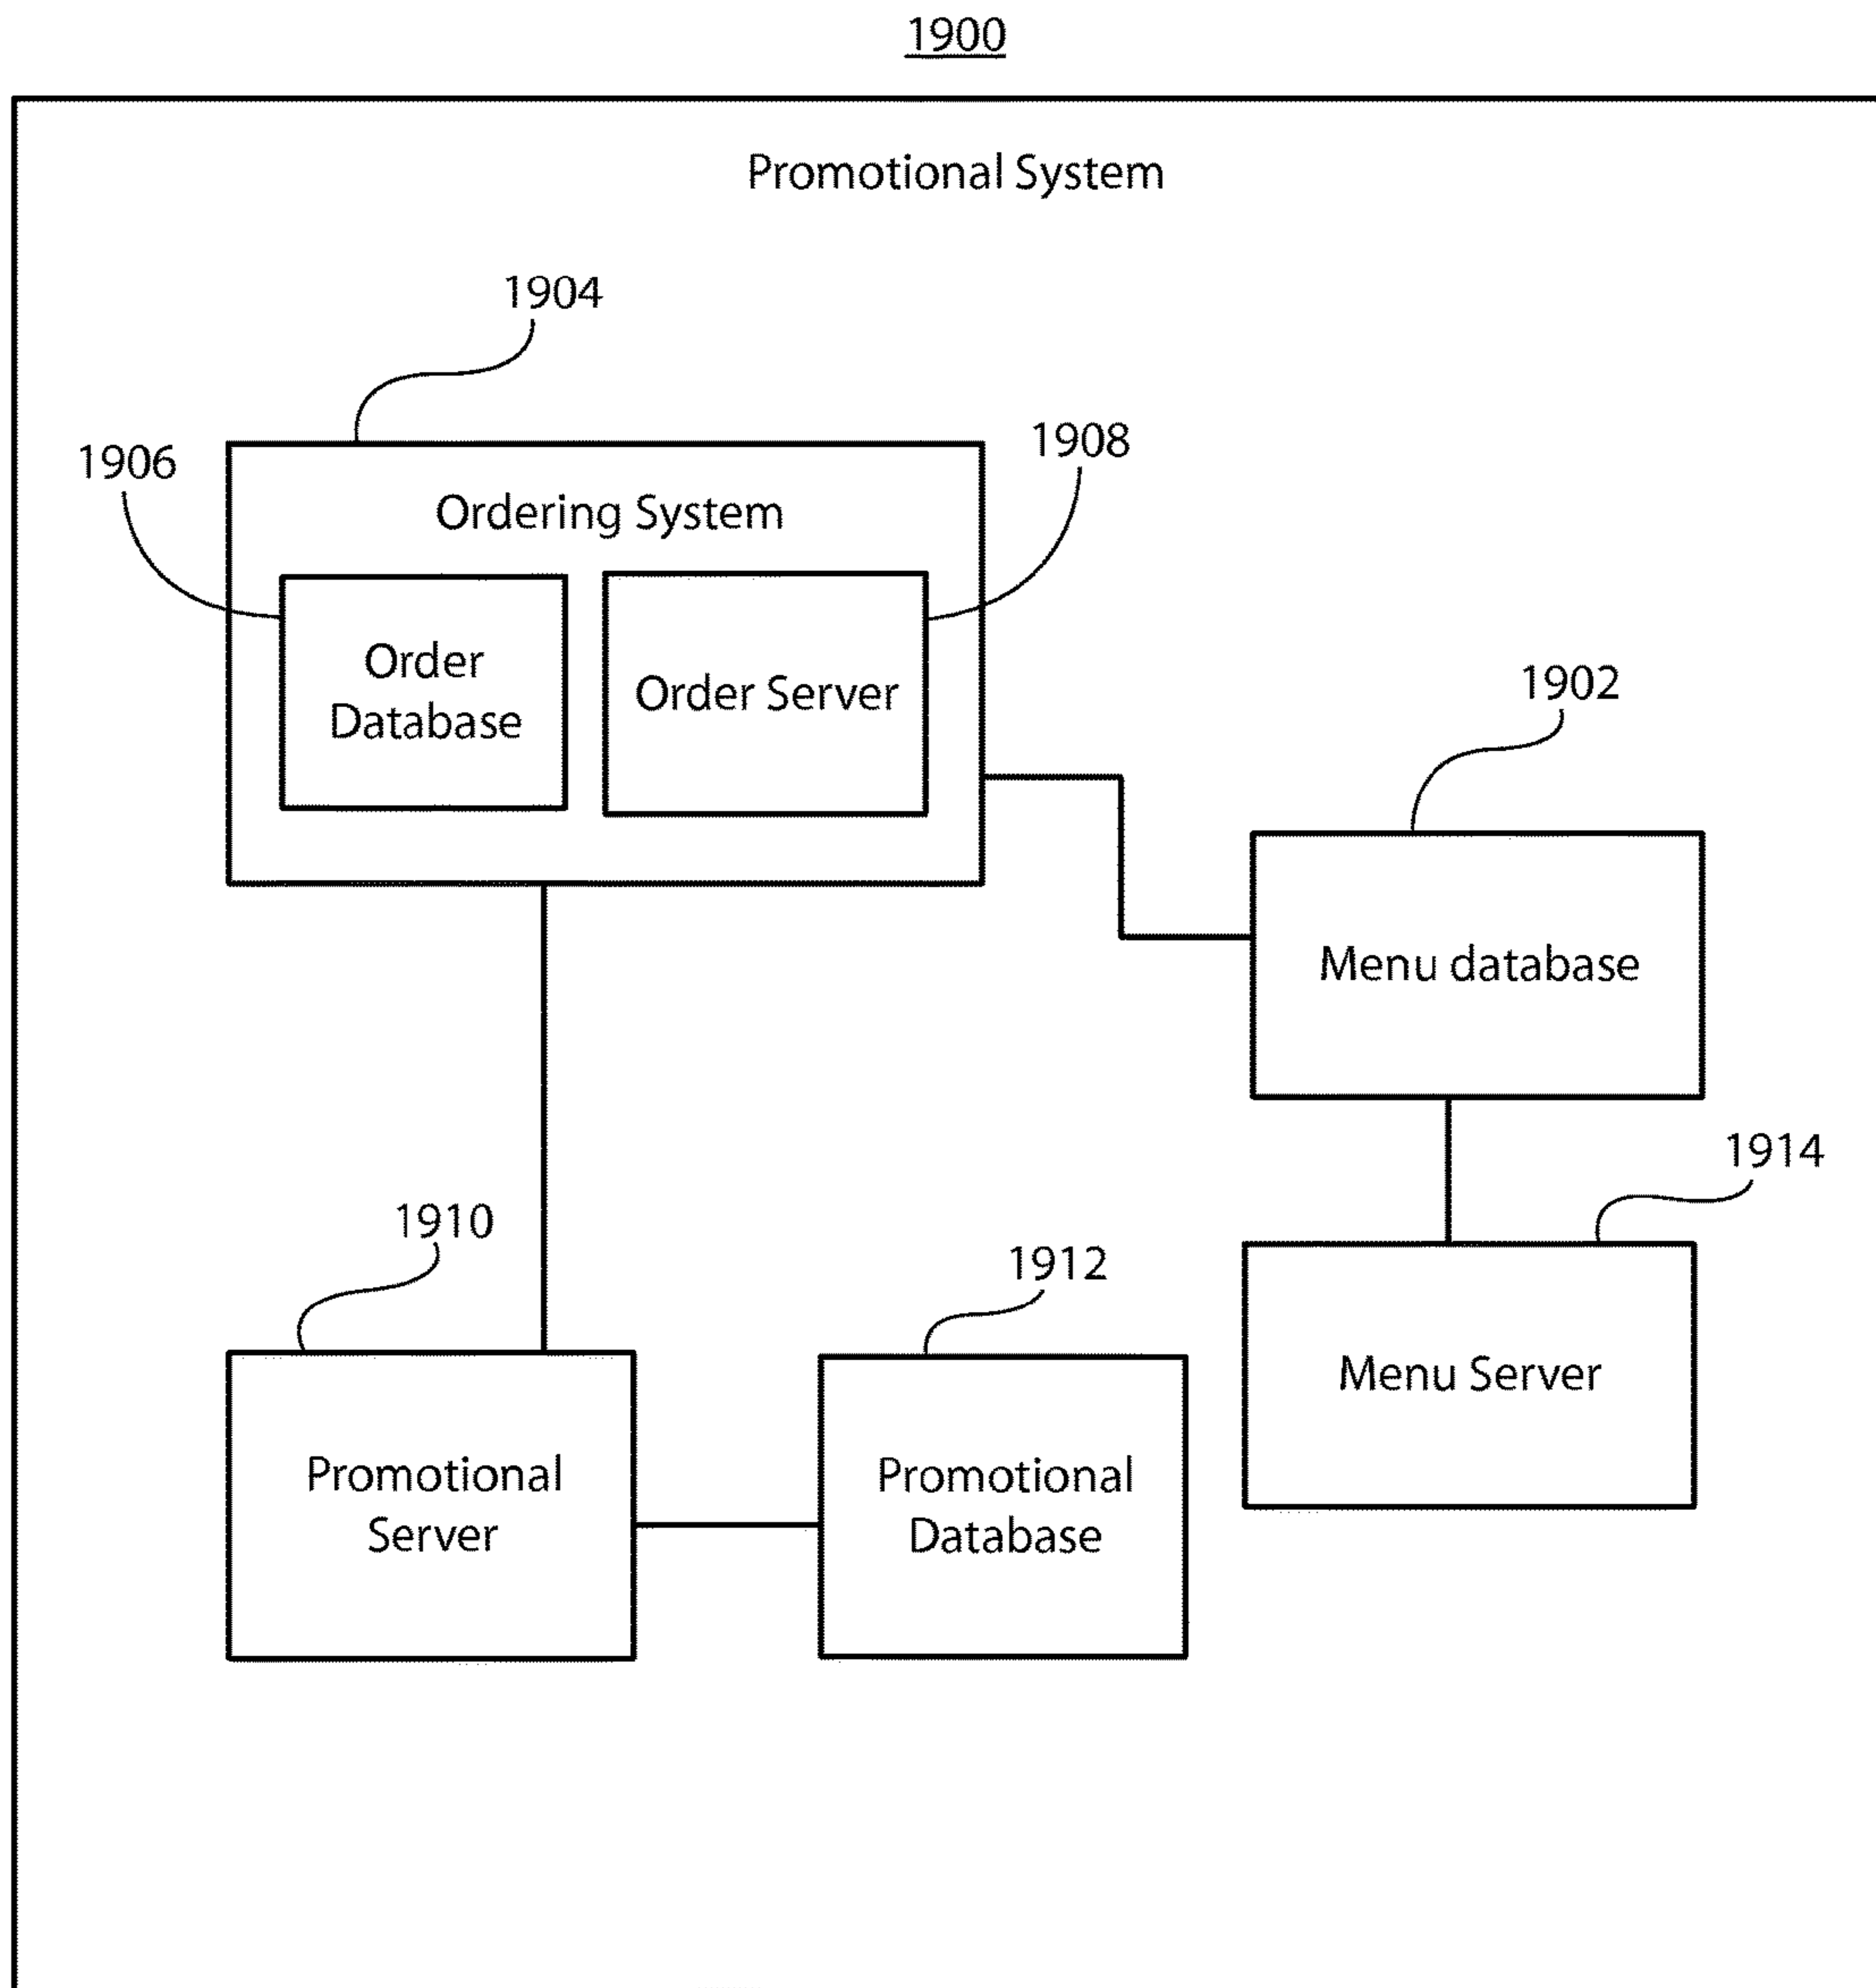 1900
Promotional System
1904
1906
1908
Ordering System
Order
Database
Order Server
1902
Menu database
1914
1910
1912
Menu Server
Promotional
Server
Promotional
Database